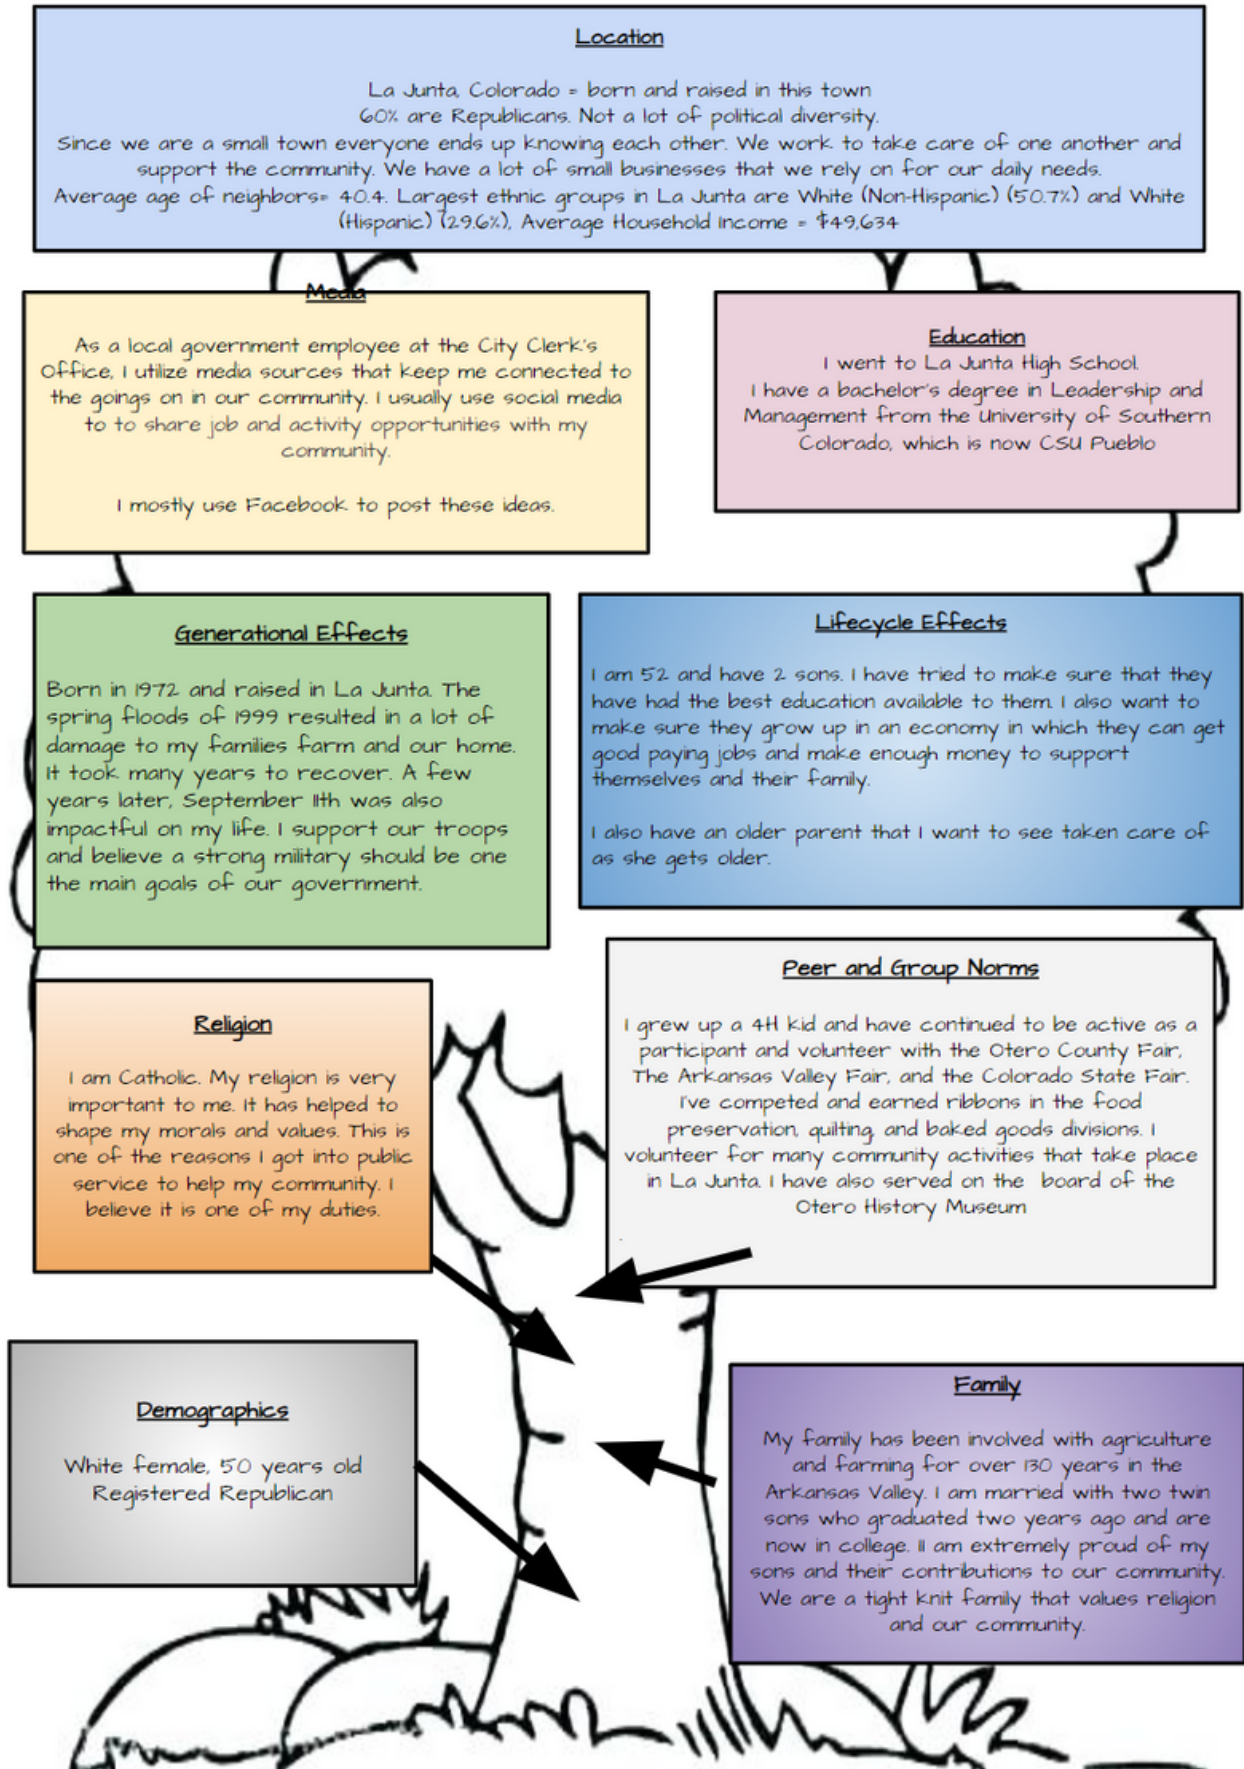 Location
La Junta, Colorado = born and raised in this town
60% are Republicans. Not a lot of political diversity.
Since we are a small town everyone ends up knowing each other. We work to take care of one another and
support the community. We have a lot of small businesses that we rely on for our daily needs.
Average age of neighbors= 40.4. Largest ethnic groups in La Junta are White (Non-Hispanic) (50.7%) and White
(Hispanic) (29.6%), Average Household Income = $49,634
Media
As a local government employee at the City Clerk's
Office, I utilize media sources that keep me connected to
the goings on in our community. I usually use social media
to to share job and activity opportunities with my
community.
I mostly use Facebook to post these ideas.
Education
I went to La Junta High School.
I have a bachelor's degree in Leadership and
Management from the University of Southern
Colorado, which is now CSU Pueblo
Generational Effects
Born in 1972 and raised in La Junta. The
spring floods of 1999 resulted in a lot of
damage to my families farm and our home.
It took many years to recover. A few
years later, September 11th was also
impactful on my life. I support our troops
and believe a strong military should be one
the main goals of our government.
Lifecycle Effects
I am 52 and have 2 sons. I have tried to make sure that they
have had the best education available to them. I also want to
make sure they grow up in an economy in which they can get
good paying jobs and make enough money to support
themselves and their family.
I also have an older parent that I want to see taken care of
as she gets older.
Religion
I am Catholic. My religion is very
important to me. It has helped to
shape my morals and values. This is
one of the reasons I got into public
service to help my community. I
believe it is one of my duties.
Peer and Group Norms
I grew up a 4H kid and have continued to be active as a
participant and volunteer with the Otero County Fair,
The Arkansas Valley Fair, and the Colorado State Fair.
I've competed and earned ribbons in the food
preservation, quilting, and baked goods divisions. I
volunteer for many community activities that take place
in La Junta. I have also served on the board of the
Otero History Museum
Demographics
White female, 50 years old
Registered Republican
Family
My family has been involved with agriculture
and farming for over 130 years in the
Arkansas Valley. I am married with two twin
sons who graduated two years ago and are
now in college. II am extremely proud of my
sons and their contributions to our community.
We are a tight knit family that values religion
and our community.